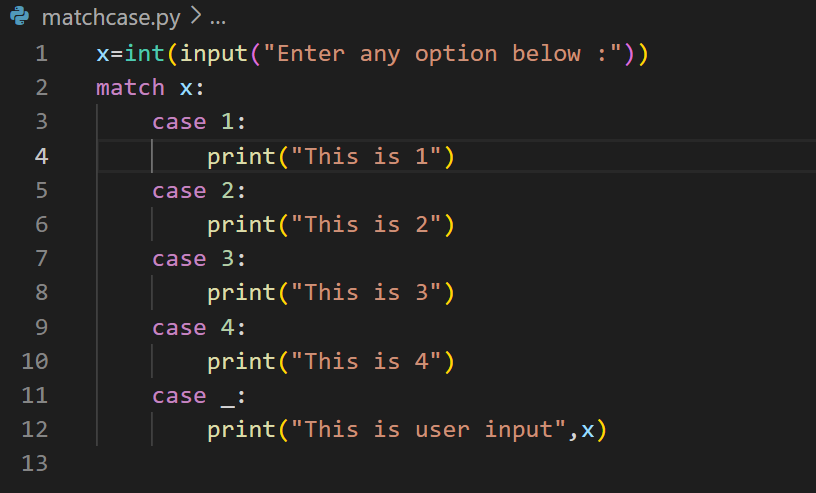 matchcase.py > ...
1 x=int(input("Enter any option below :"))
2 match x:
3     case 1:
4         print("This is 1")
5     case 2:
6         print("This is 2")
7     case 3:
8         print("This is 3")
9     case 4:
10         print("This is 4")
11     case _:
12         print("This is user input",x)
13